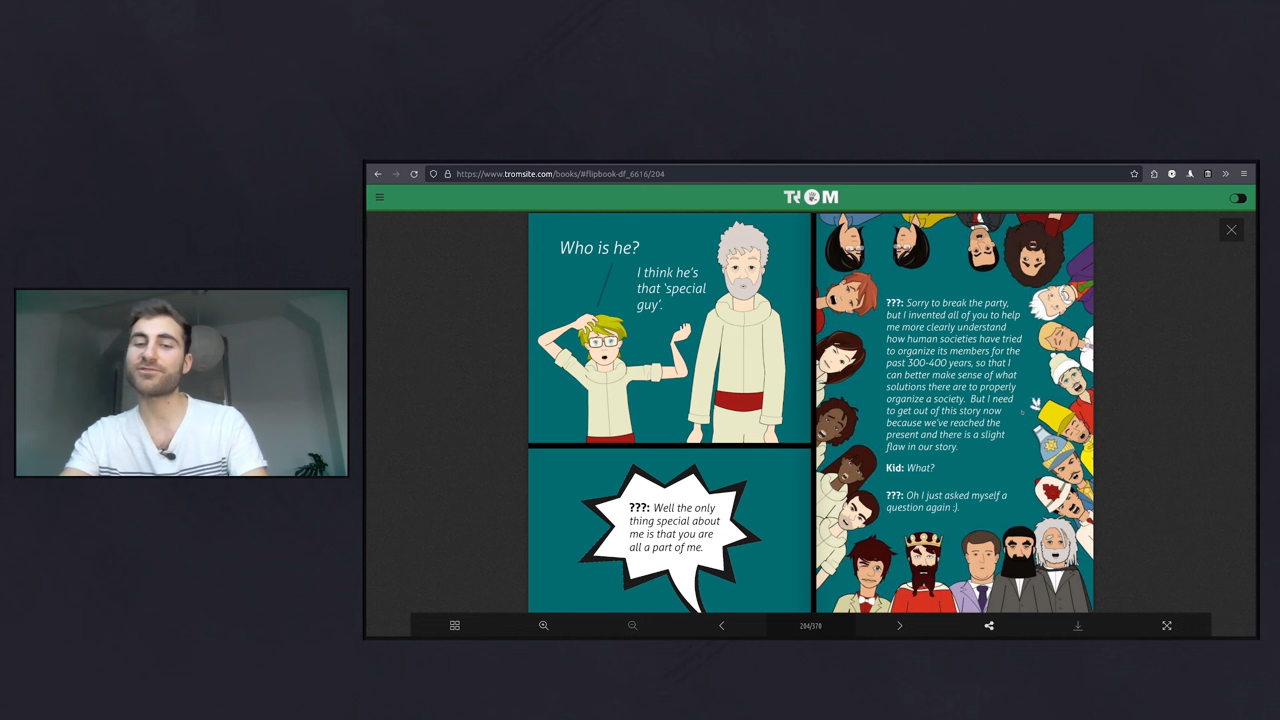 https://www.tromsite.com/books/#flipbook-df_6616/204
TROM
Who is he?
I think he's
that 'special
guy'.
???: Well the only
thing special about
me is that you are
all a part of me.
???: Sorry to break the party,
but I invented all of you to help
me more clearly understand
how human societies have tried
to organize its members for the
past 300-400 years, so that I
can better make sense of what
solutions there are to properly
organize a society. But I need
to get out of this story now
because we've reached the
present and there is a slight
flaw in our story.
Kid: What?
???: Oh I just asked myself a
question again :).
204/370